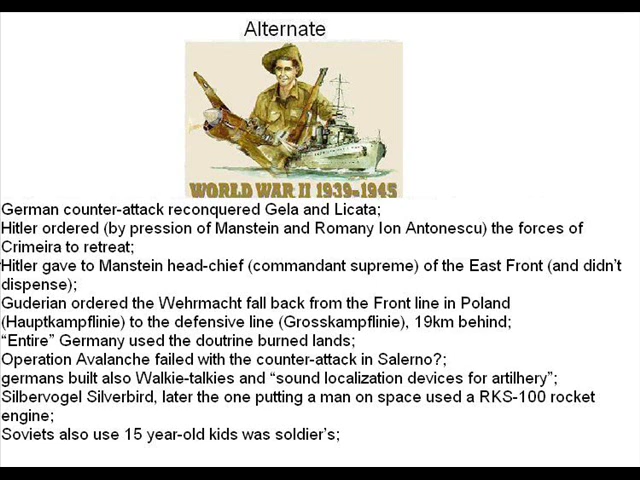 Alternate
WORLD WAR II 1939-1945
German counter-attack reconquered Gela and Licata;
Hitler ordered (by pression of Manstein and Romany Ion Antonescu) the forces of
Crimeira to retreat;
Hitler gave to Manstein head-chief (commandant supreme) of the East Front (and didn't
dispense);
Guderian ordered the Wehrmacht fall back from the Front line in Poland
(Hauptkampflinie) to the defensive line (Grosskampflinie), 19km behind;
“Entire” Germany used the doutrine burned lands;
Operation Avalanche failed with the counter-attack in Salerno?;
germans built also Walkie-talkies and “sound localization devices for artilhery”;
Silbervogel Silverbird, later the one putting a man on space used a RKS-100 rocket
engine;
Soviets also use 15 year-old kids was soldier's;